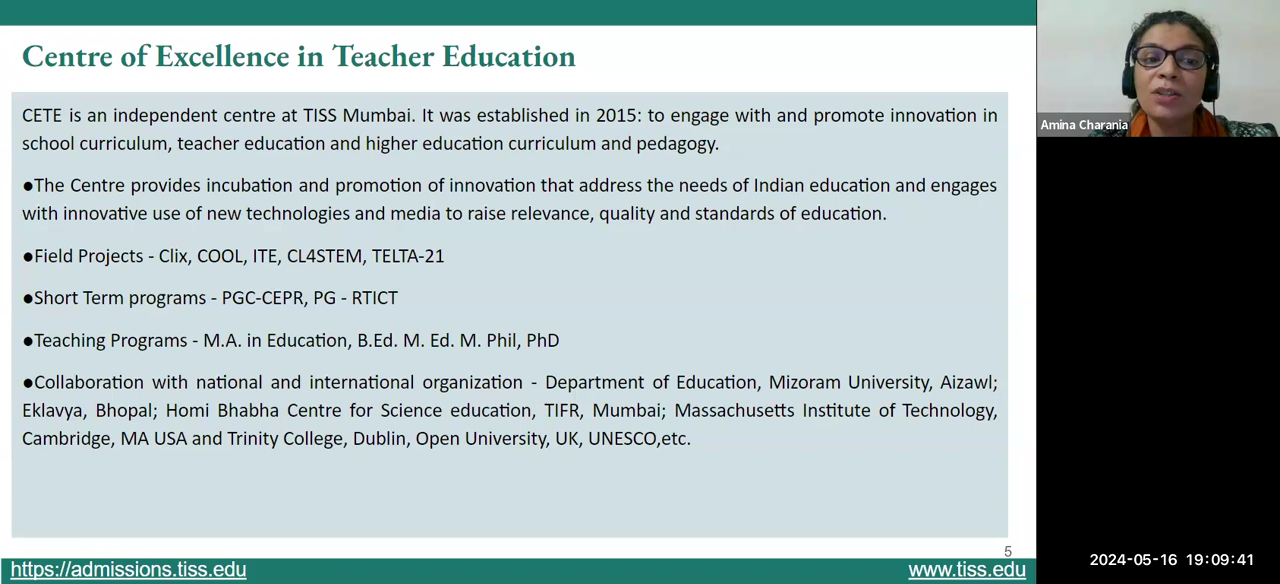 Centre of Excellence in Teacher Education
CETE is an independent centre at TISS Mumbai. It was established in 2015: to engage with and promote innovation in
school curriculum, teacher education and higher education curriculum and pedagogy.
●The Centre provides incubation and promotion of innovation that address the needs of Indian education and engages
with innovative use of new technologies and media to raise relevance, quality and standards of education.
●Field Projects - Clix, COOL, ITE, CL4STEM, TELTA-21
●Short Term programs - PGC-CEPR, PG - RTICT
●Teaching Programs - M.A. in Education, B.Ed. M. Ed. M. Phil, PhD
●Collaboration with national and international organization - Department of Education, Mizoram University, Aizawl;
Eklavya, Bhopal; Homi Bhabha Centre for Science education, TIFR, Mumbai; Massachusetts Institute of Technology,
Cambridge, MA USA and Trinity College, Dublin, Open University, UK, UNESCO,etc.
5
https://admissions.tiss.edu
www.tiss.edu
Amina Charania
2024-05-16 19:09:41